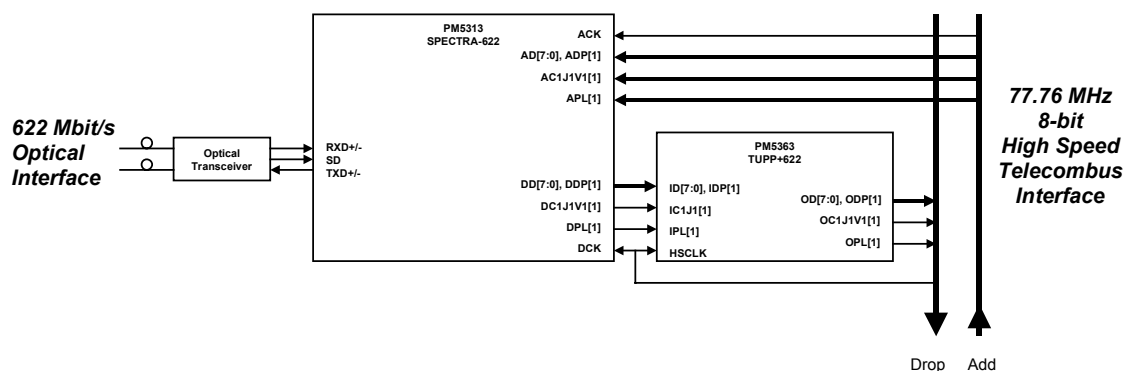 622 Mbit/s
Optical
Interface
Optical
Transceiver
PM5313
SPECTRA-622
RXD+/-
SD
TXD+/-
ACK
AD[7:0], ADP[1]
AC1J1V1[1]
APL[1]
DD[7:0], DDP[1]
DC1J1V1[1]
DPL[1]
DCK
PM5363
TUPP+622
ID[7:0], IDP[1]
IC1J1[1]
IPL[1]
HSCLK
OD[7:0], ODP[1]
OC1J1V1[1]
OPL[1]
77.76 MHz
8-bit
High Speed
Telecombus
Interface
Drop Add